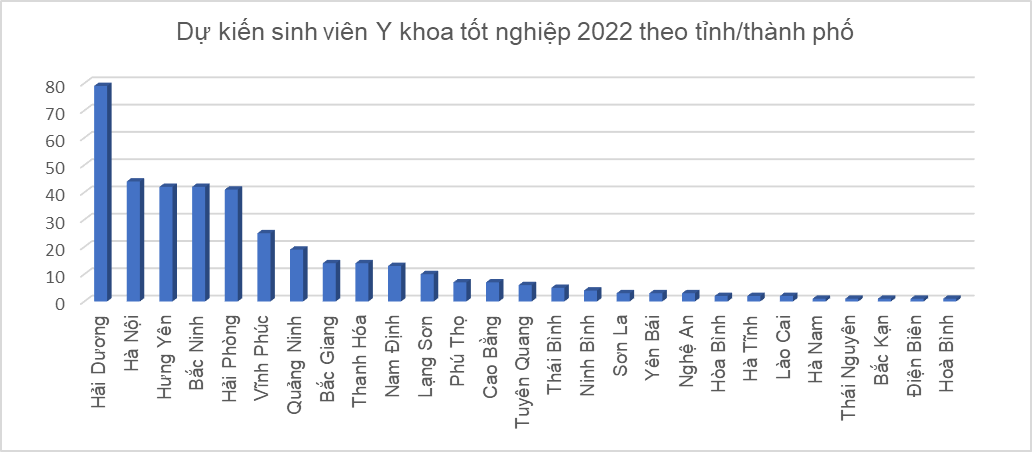 Dự kiến sinh viên Y khoa tốt nghiệp 2022 theo tỉnh/thành phố
80
70
60
50
40
30
20
10
0
Hải Dương
Hà Nội
Hưng Yên
Bắc Ninh
Hải Phòng
Vĩnh Phúc
Quảng Ninh
Bắc Giang
Thanh Hóa
Nam Định
Lạng Sơn
Phú Thọ
Cao Bằng
Tuyên Quang
Thái Bình
Ninh Bình
Sơn La
Yên Bái
Nghệ An
Hòa Bình
Hà Tĩnh
Lào Cai
Hà Nam
Thái Nguyên
Bắc Kạn
Điện Biên
Hoà Bình